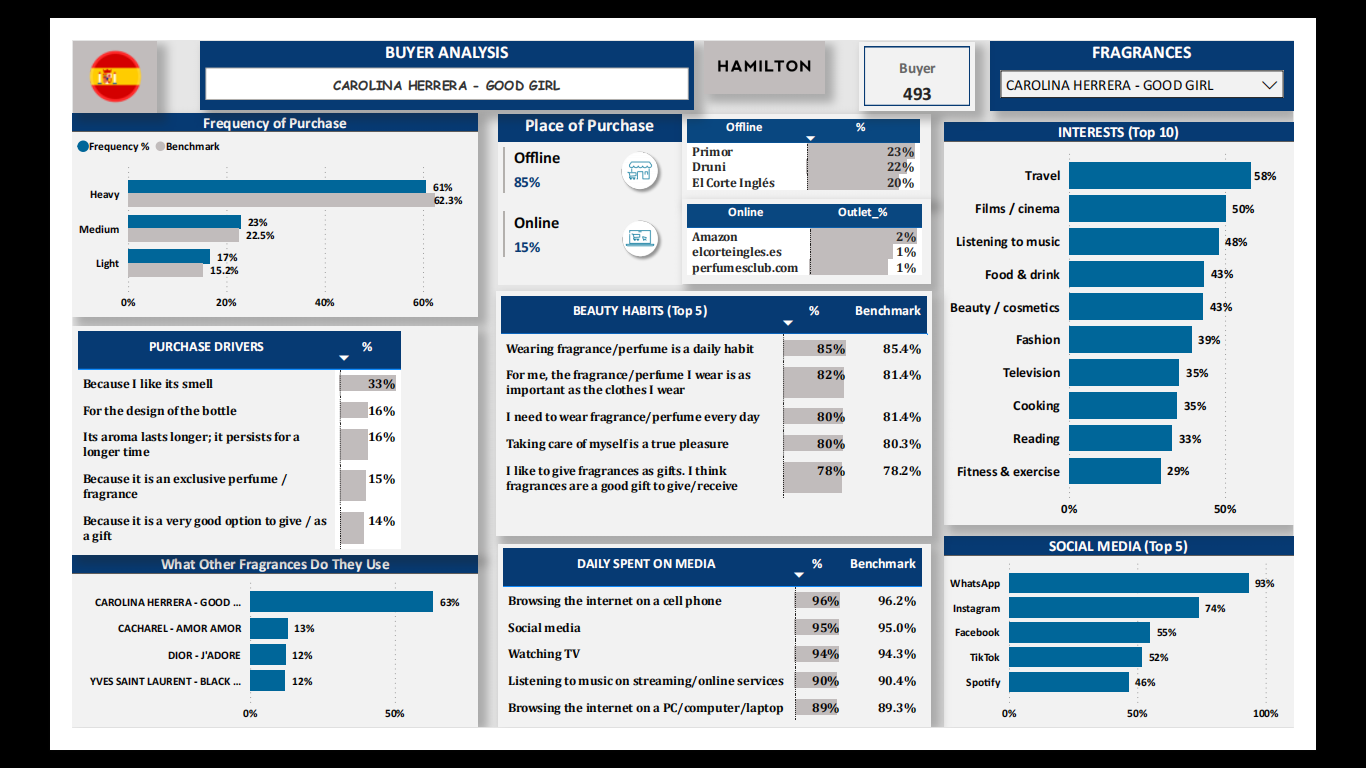 BUYER ANALYSIS
CAROLINA HERRERA - GOOD GIRL
HAMILTON
Buyer
493
FRAGRANCES
CAROLINA HERRERA - GOOD GIRL
Frequency of Purchase
Frequency % Benchmark
Heavy 61%
62.3%
Medium 23%
22.5%
Light 17%
15.2%
0% 20% 40% 60%
PURCHASE DRIVERS %
Because I like its smell 33%
For the design of the bottle 16%
Its aroma lasts longer; it persists for a 16%
longer time
Because it is an exclusive perfume / 15%
fragrance
Because it is a very good option to give / as 14%
a gift
What Other Fragrances Do They Use
CAROLINA HERRERA - GOOD ... 63%
CACHAREL - AMOR AMOR 13%
DIOR - J'ADORE 12%
YVES SAINT LAURENT - BLACK ... 12%
0% 50%
Place of Purchase
Offline
85%
Online
15%
Offline %
Primor 23%
Druni 22%
El Corte Inglés 20%
Online Outlet_%
Amazon 2%
elcorteingles.es 1%
perfumesclub.com 1%
BEAUTY HABITS (Top 5) % Benchmark
Wearing fragrance/perfume is a daily habit 85% 85.4%
For me, the fragrance/perfume I wear is as 82% 81.4%
important as the clothes I wear
I need to wear fragrance/perfume every day 80% 81.4%
Taking care of myself is a true pleasure 80% 80.3%
I like to give fragrances as gifts. I think 78% 78.2%
fragrances are a good gift to give/receive
DAILY SPENT ON MEDIA % Benchmark
Browsing the internet on a cell phone 96% 96.2%
Social media 95% 95.0%
Watching TV 94% 94.3%
Listening to music on streaming/online services 90% 90.4%
Browsing the internet on a PC/computer/laptop 89% 89.3%
INTERESTS (Top 10)
Travel 58%
Films / cinema 50%
Listening to music 48%
Food & drink 43%
Beauty / cosmetics 43%
Fashion 39%
Television 35%
Cooking 35%
Reading 33%
Fitness & exercise 29%
0% 50%
SOCIAL MEDIA (Top 5)
WhatsApp 93%
Instagram 74%
Facebook 55%
TikTok 52%
Spotify 46%
0% 50% 100%